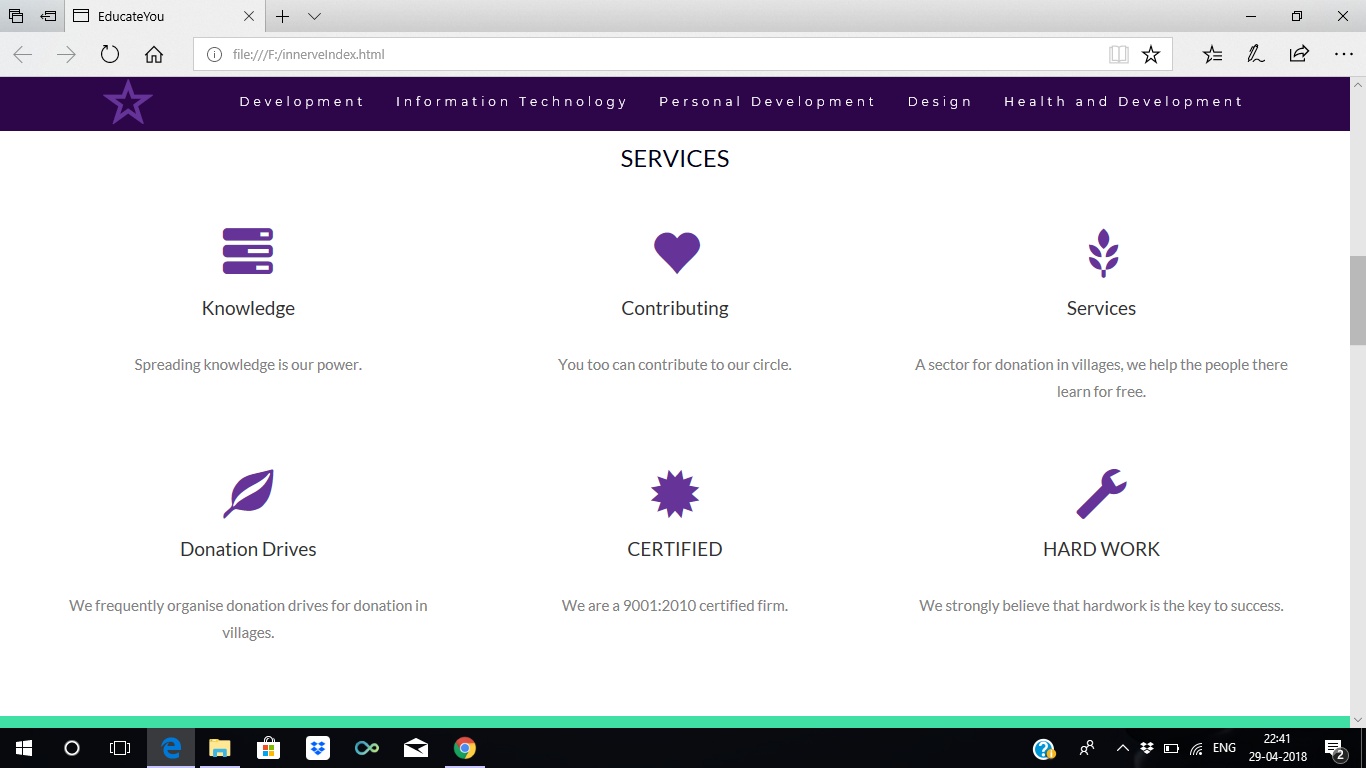 EducateYou
file:///F:/innerveIndex.html
Development Information Technology Personal Development Design Health and Development
SERVICES
Knowledge Contributing Services
Spreading knowledge is our power. You too can contribute to our circle. A sector for donation in villages, we help the people there
learn for free.
Donation Drives CERTIFIED HARD WORK
We frequently organise donation drives for donation in We are a 9001:2010 certified firm. We strongly believe that hardwork is the key to success.
villages.
22:41
ENG
29-04-2018
2